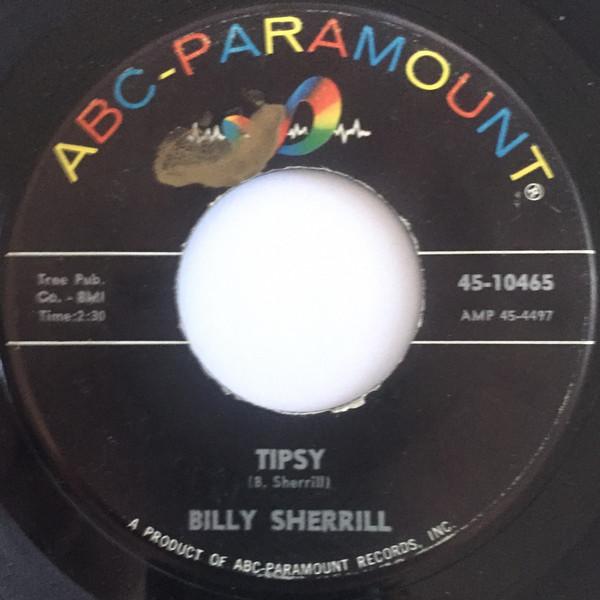 ABC-PARAMOUNT®
Tree Pub.
Co. - BMI
Time:2:30
45-10465
AMP 45-4497
TIPSY
(B. Sherrill)
BILLY SHERRILL
A PRODUCT OF ABC-PARAMOUNT RECORDS, INC.